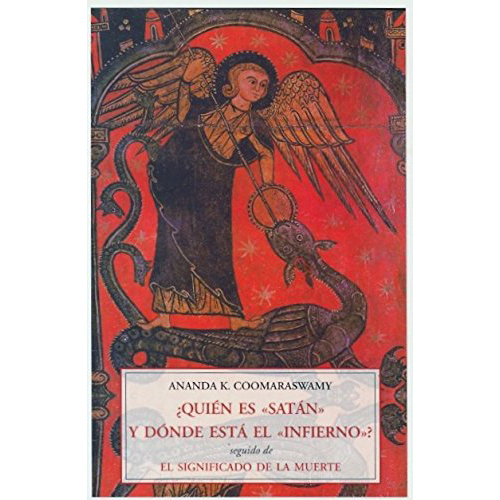 ANANDA K. COOMARASWAMY
¿QUIÉN ES «SATÁN»
Y DÓNDE ESTÁ EL «INFIERNO»?
seguido de
EL SIGNIFICADO DE LA MUERTE